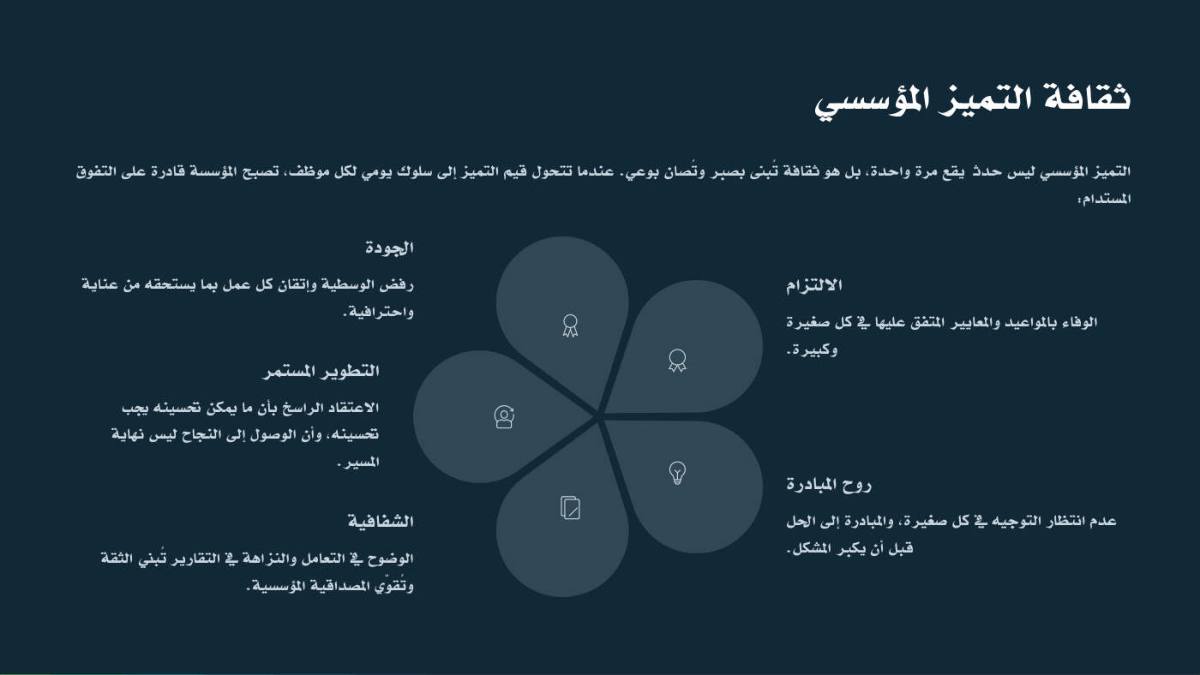 ثقافة التميز المؤسسي
التميز المؤسسي ليس حدث يقع مرة واحدة، بل هو ثقافة تُبنى بصبر وتُصان بوعي. عندما تتحول قيم التميز إلى سلوك يومي لكل موظف، تصبح المؤسسة قادرة على التفوق
المستدام:
الالتزام
الوفاء بالمواعيد والمعايير المتفق عليها في كل صغيرة
وكبيرة.
روح المبادرة
عدم انتظار التوجيه في كل صغيرة، والمبادرة إلى الحل
قبل أن يكبر المشكل.
الجودة
رفض الوسطية وإتقان كل عمل بما يستحقه من عناية
واحترافية.
التطوير المستمر
الاعتقاد الراسخ بأن ما يمكن تحسينه يجب
تحسينه، وأن الوصول إلى النجاح ليس نهاية
المسير.
الشفافية
الوضوح في التعامل والنزاهة في التقارير تُبني الثقة
وتُقوّي المصداقية المؤسسية.